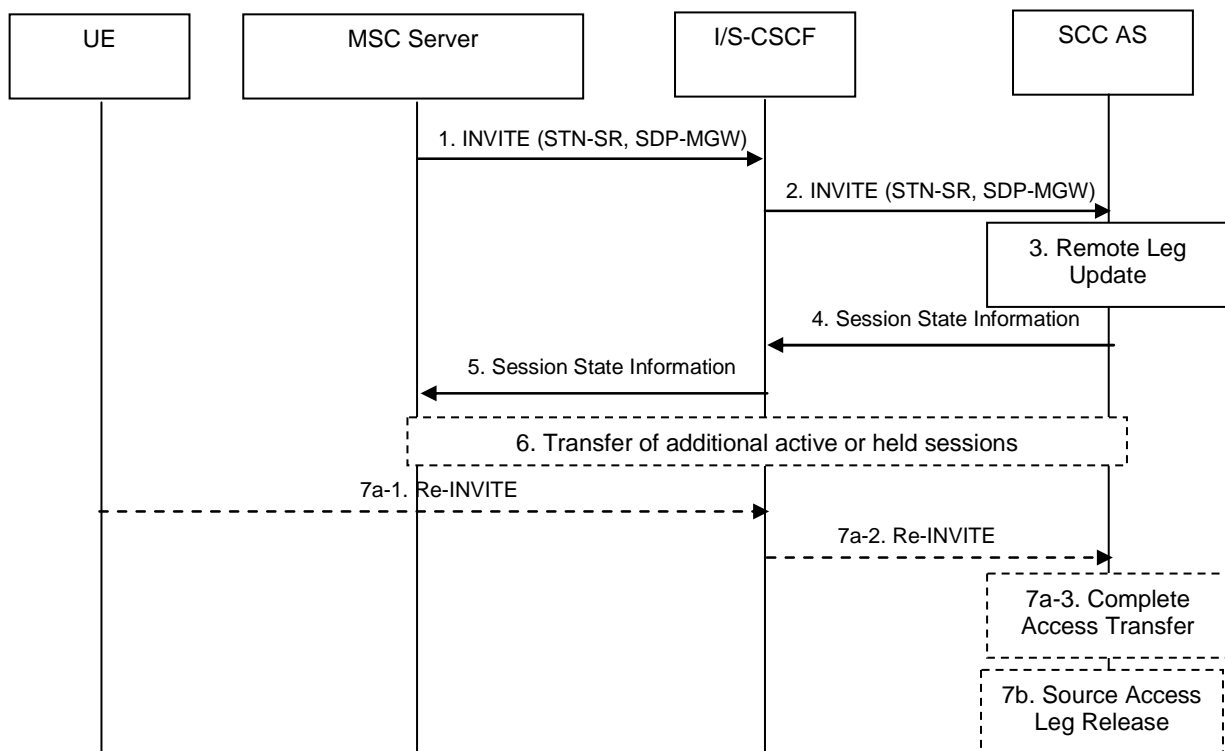 UE
MSC Server
I/S-CSCF
SCC AS
1. INVITE (STN-SR, SDP-MGW)
2. INVITE (STN-SR, SDP-MGW)
3. Remote Leg
Update
4. Session State Information
5. Session State Information
6. Transfer of additional active or held sessions
7a-1. Re-INVITE
7a-2. Re-INVITE
7a-3. Complete
Access Transfer
7b. Source Access
Leg Release